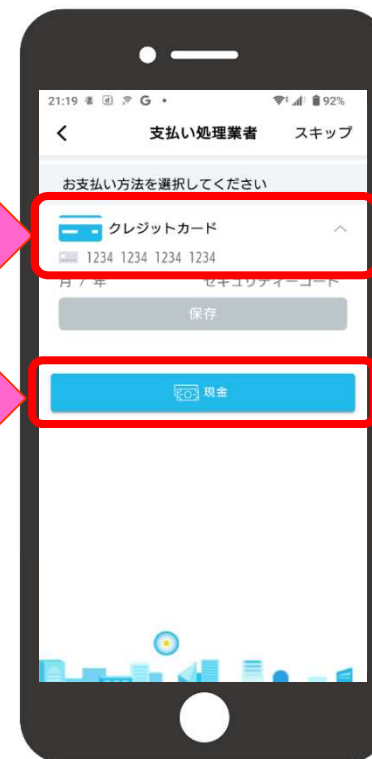 21:19 G • 92%
支払い処理業者 スキップ
お支払い方法を選択してください
クレジットカード
1234 1234 1234 1234
月 / 年 セキュリティーコード
保存
現金